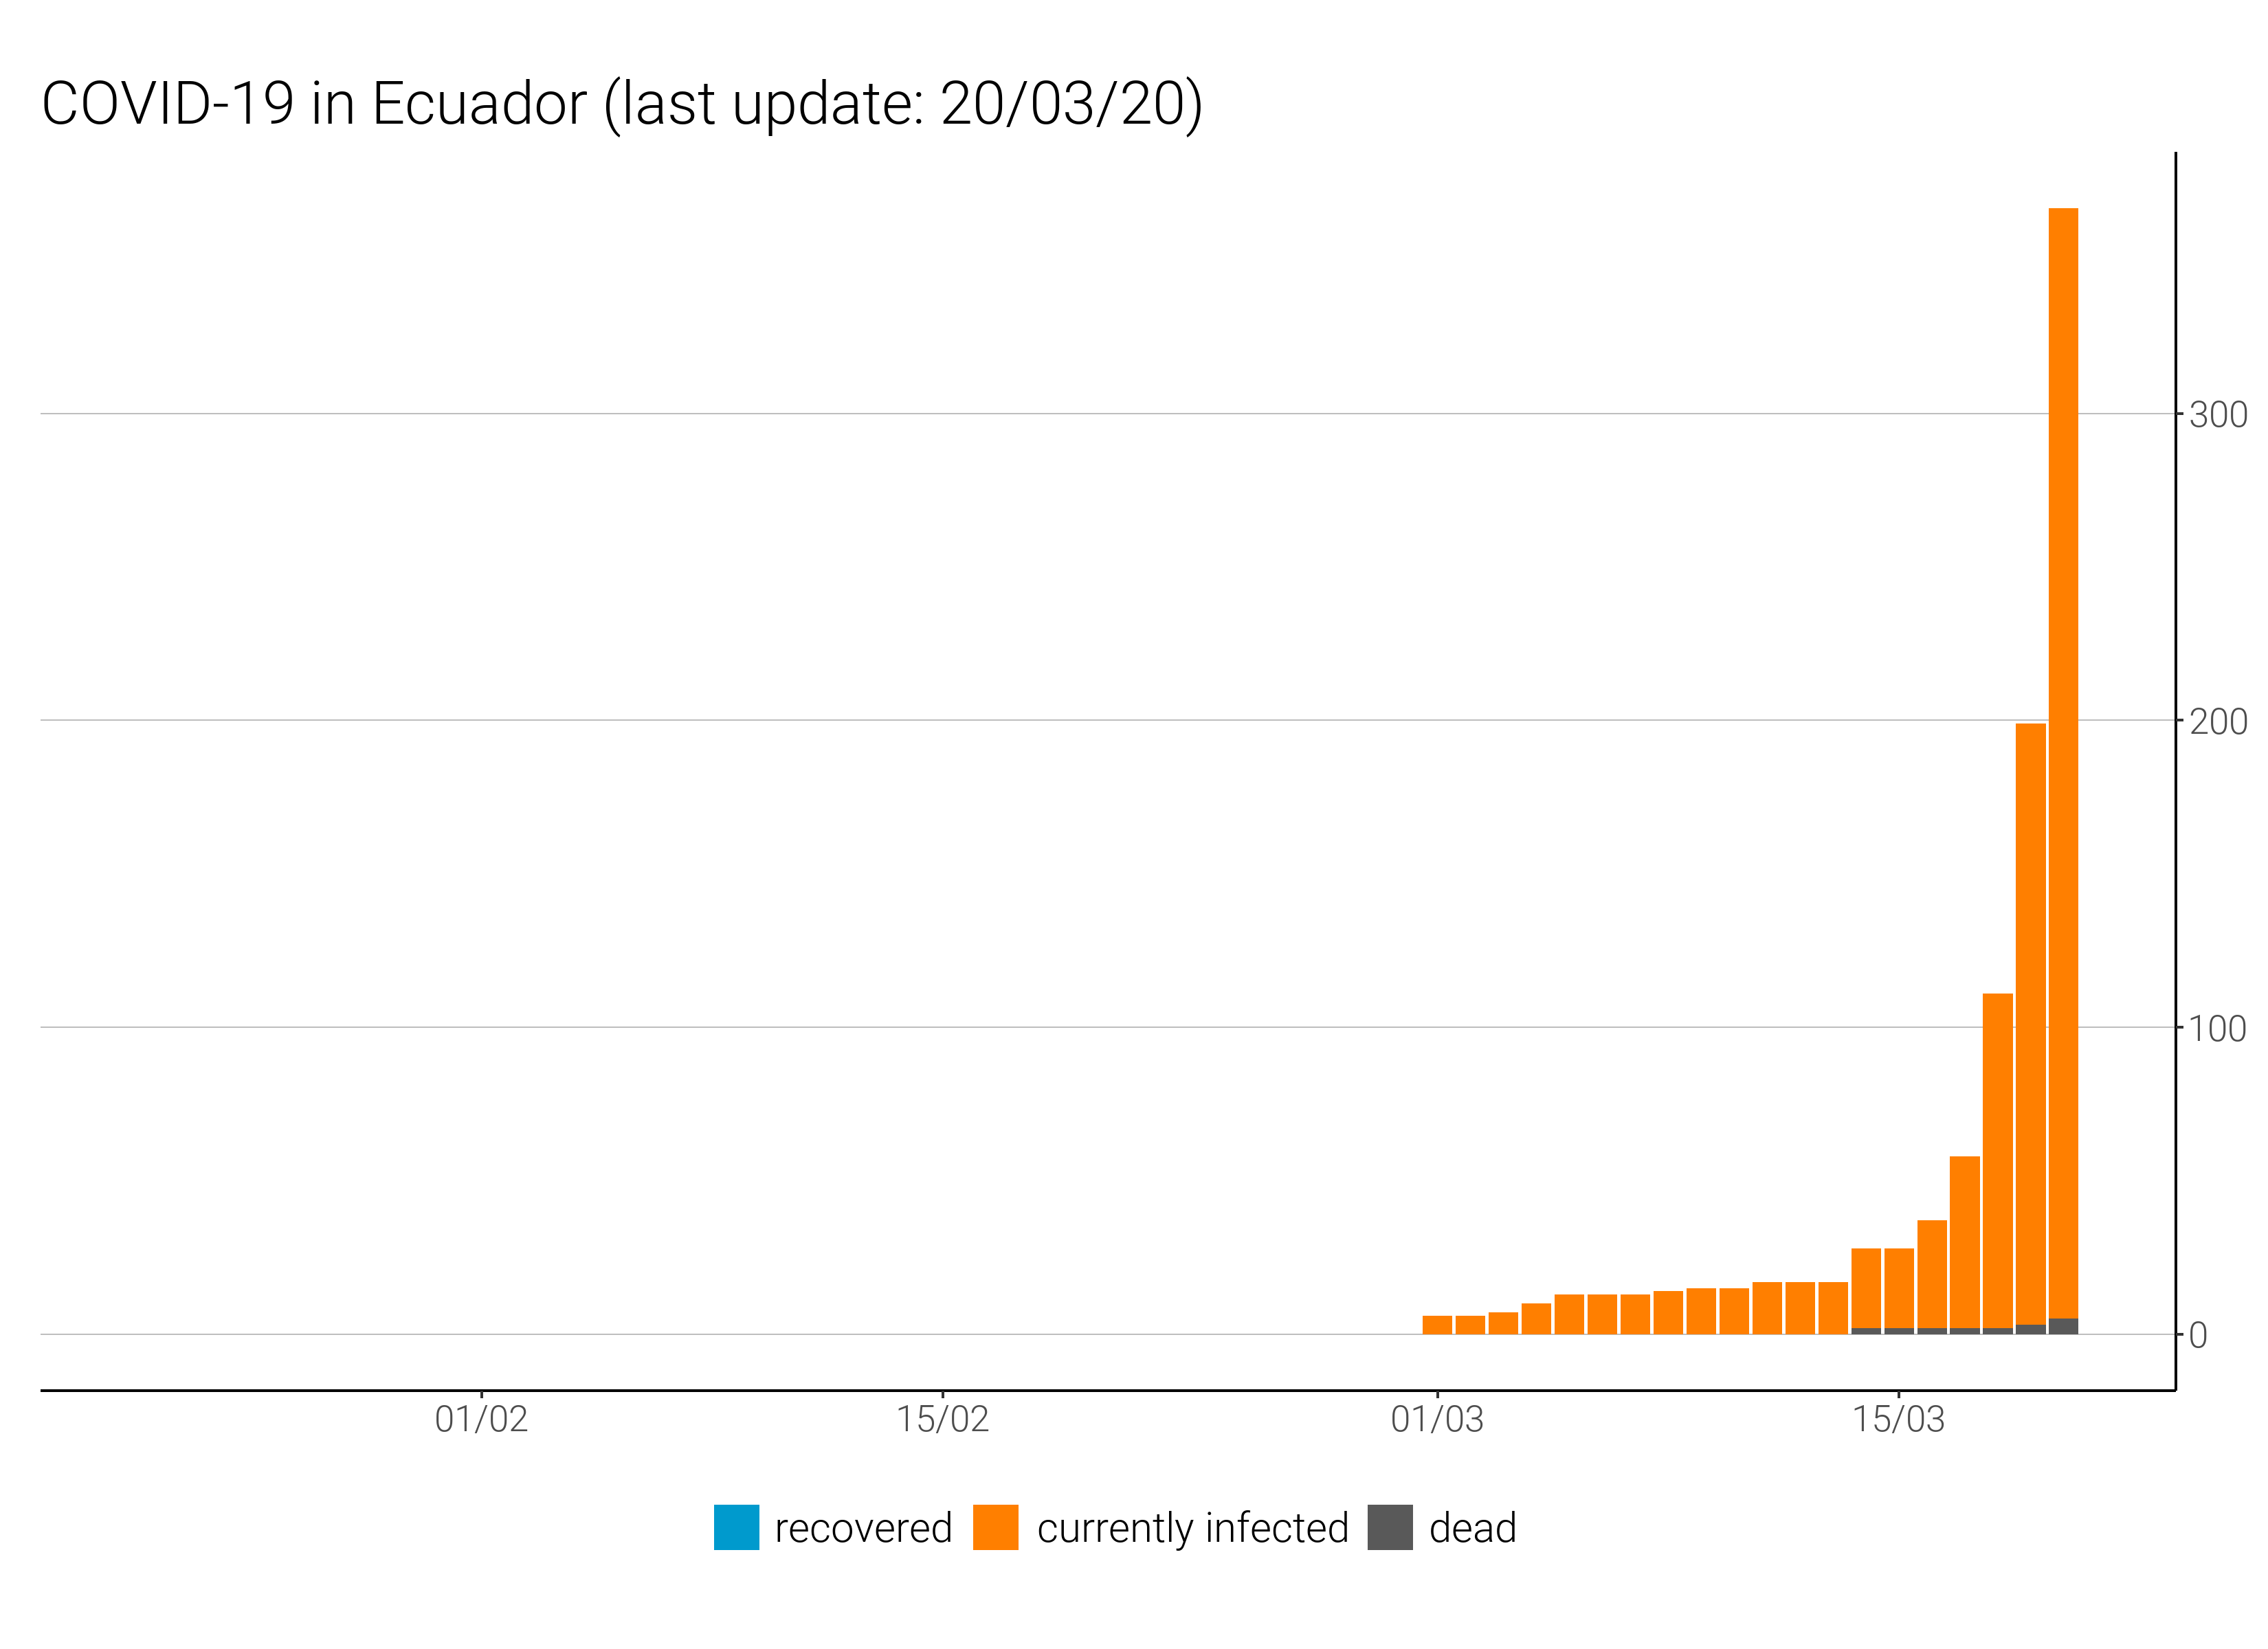 COVID-19 in Ecuador (last update: 20/03/20)
300
200
100
0
01/02 15/02 01/03 15/03
recovered currently infected dead